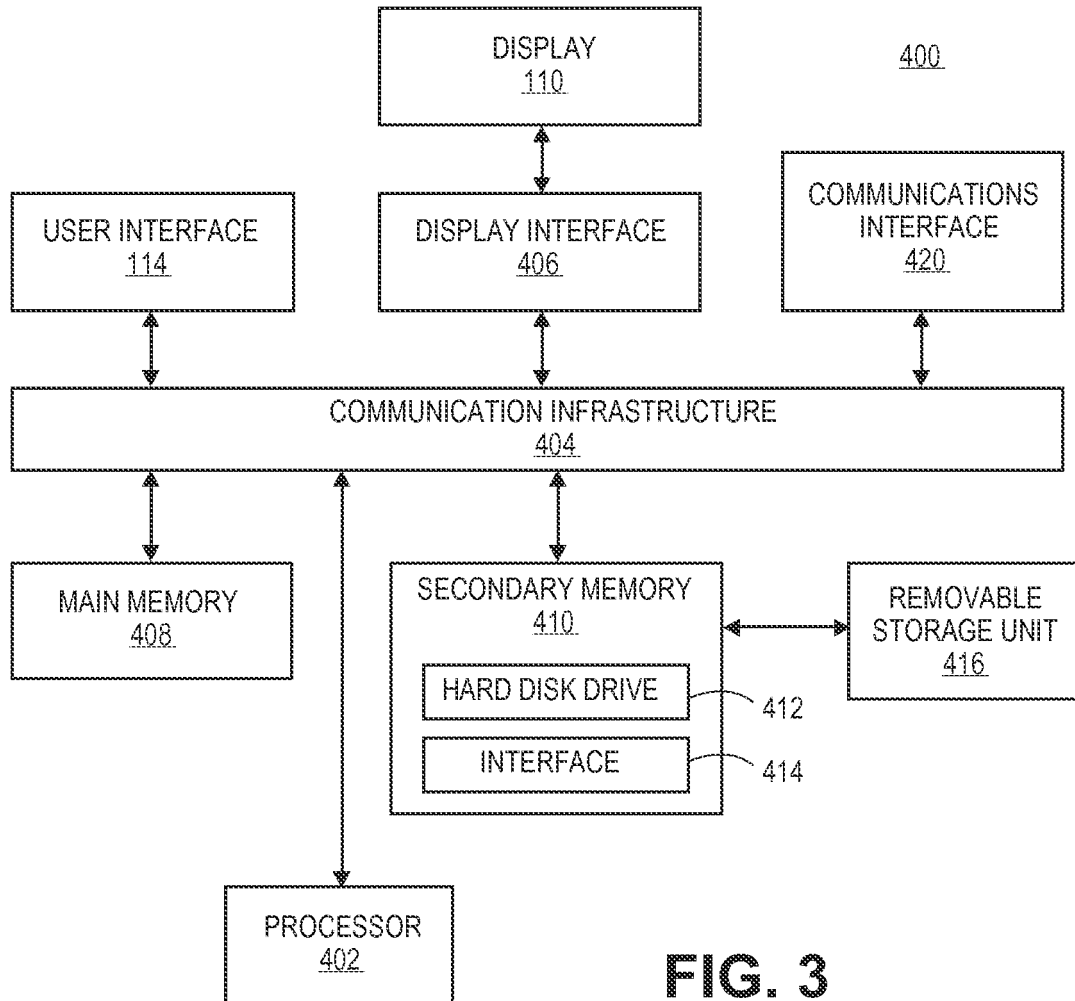 DISPLAY
110
400
USER INTERFACE
114
DISPLAY INTERFACE
406
COMMUNICATIONS
INTERFACE
420
COMMUNICATION INFRASTRUCTURE
404
MAIN MEMORY
408
SECONDARY MEMORY
410
HARD DISK DRIVE
412
INTERFACE
414
REMOVABLE
STORAGE UNIT
416
PROCESSOR
402
FIG. 3